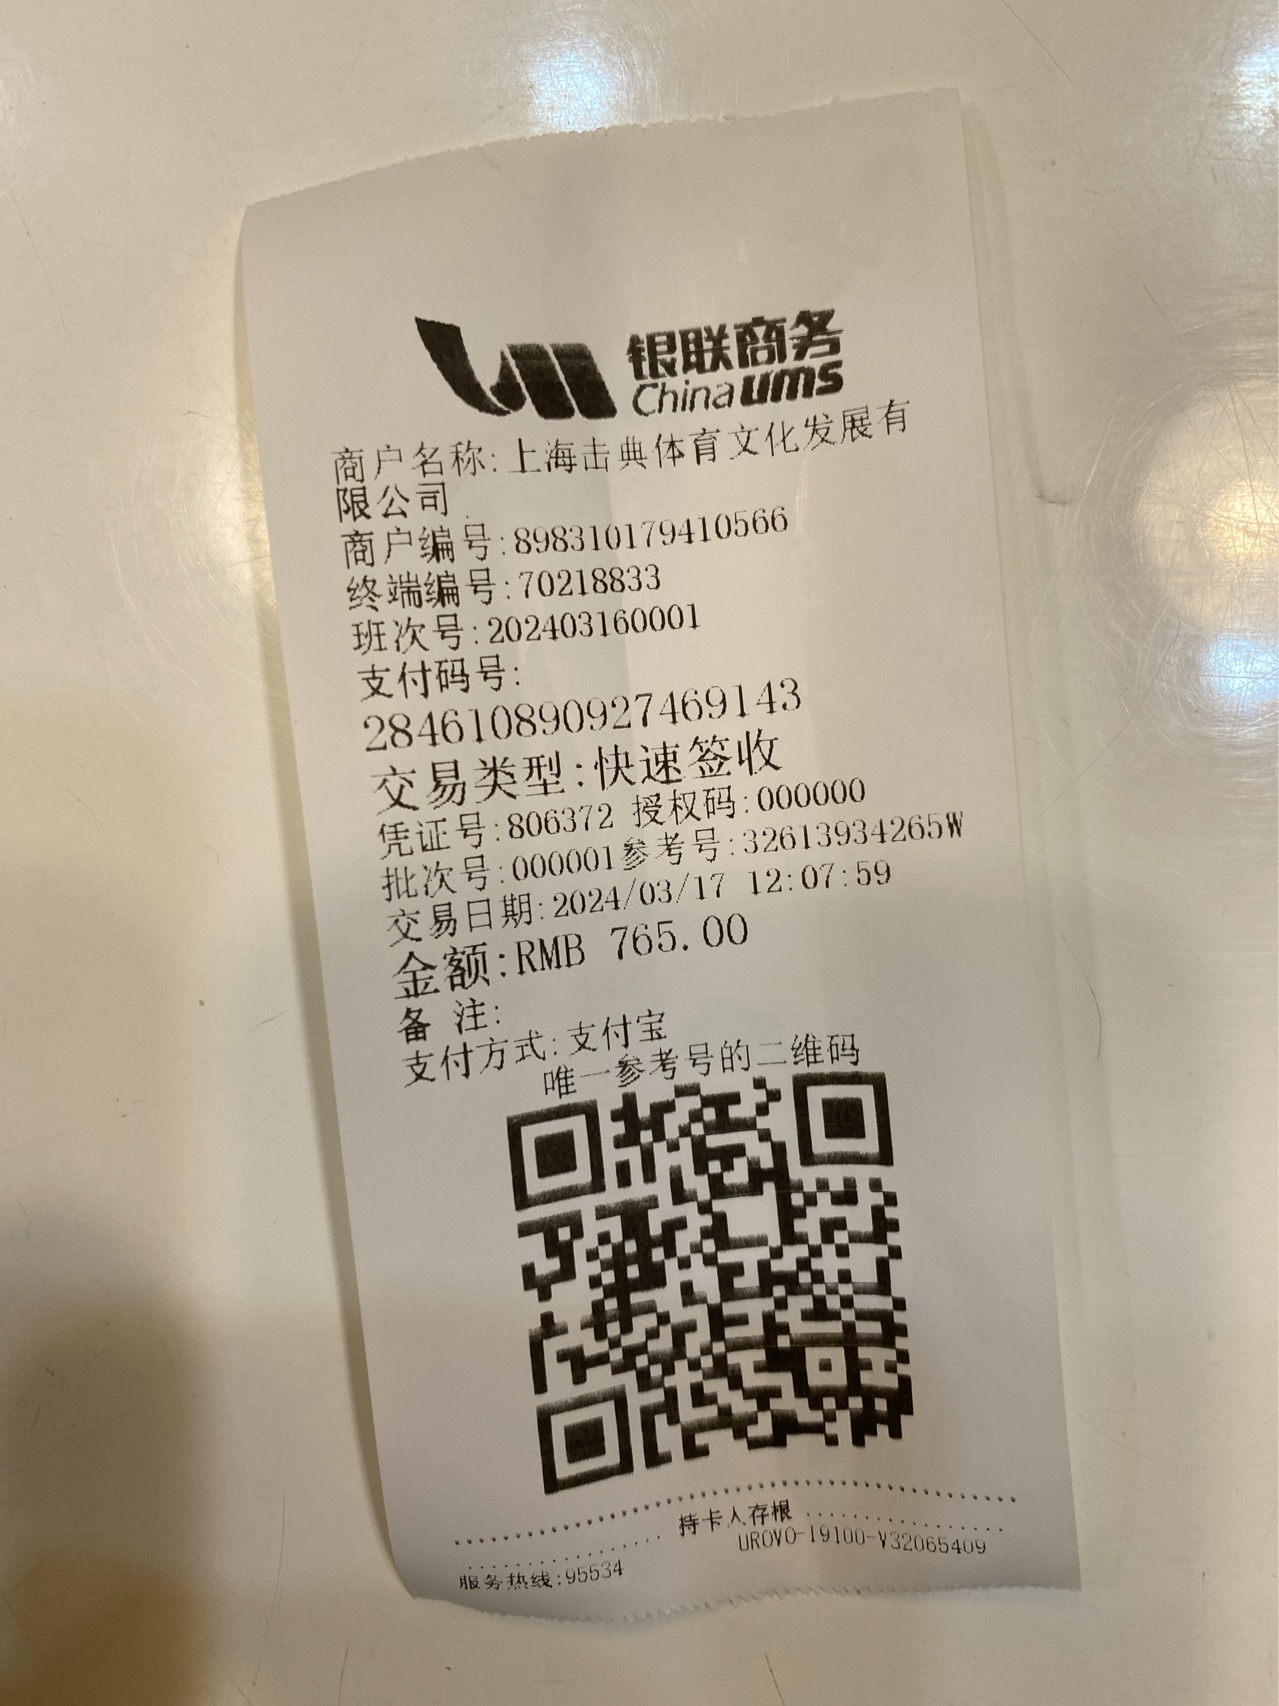 银联商务
Chinaums
商户名称:上海击典体育文化发展有
限公司
商户编号:898310179410566
终端编号:70218833
班次号:202403160001
支付码号:
284610890927469143
交易类型:快速签收
凭证号:806372 授权码:000000
批次号:000001参考号:32613934265W
交易日期:2024/03/17 12:07:59
金额:RMB 765.00
备 注:
支付方式:支付宝
唯一参考号的二维码
持卡人存根
UROVO-I9100-V32065409
服务热线:95534